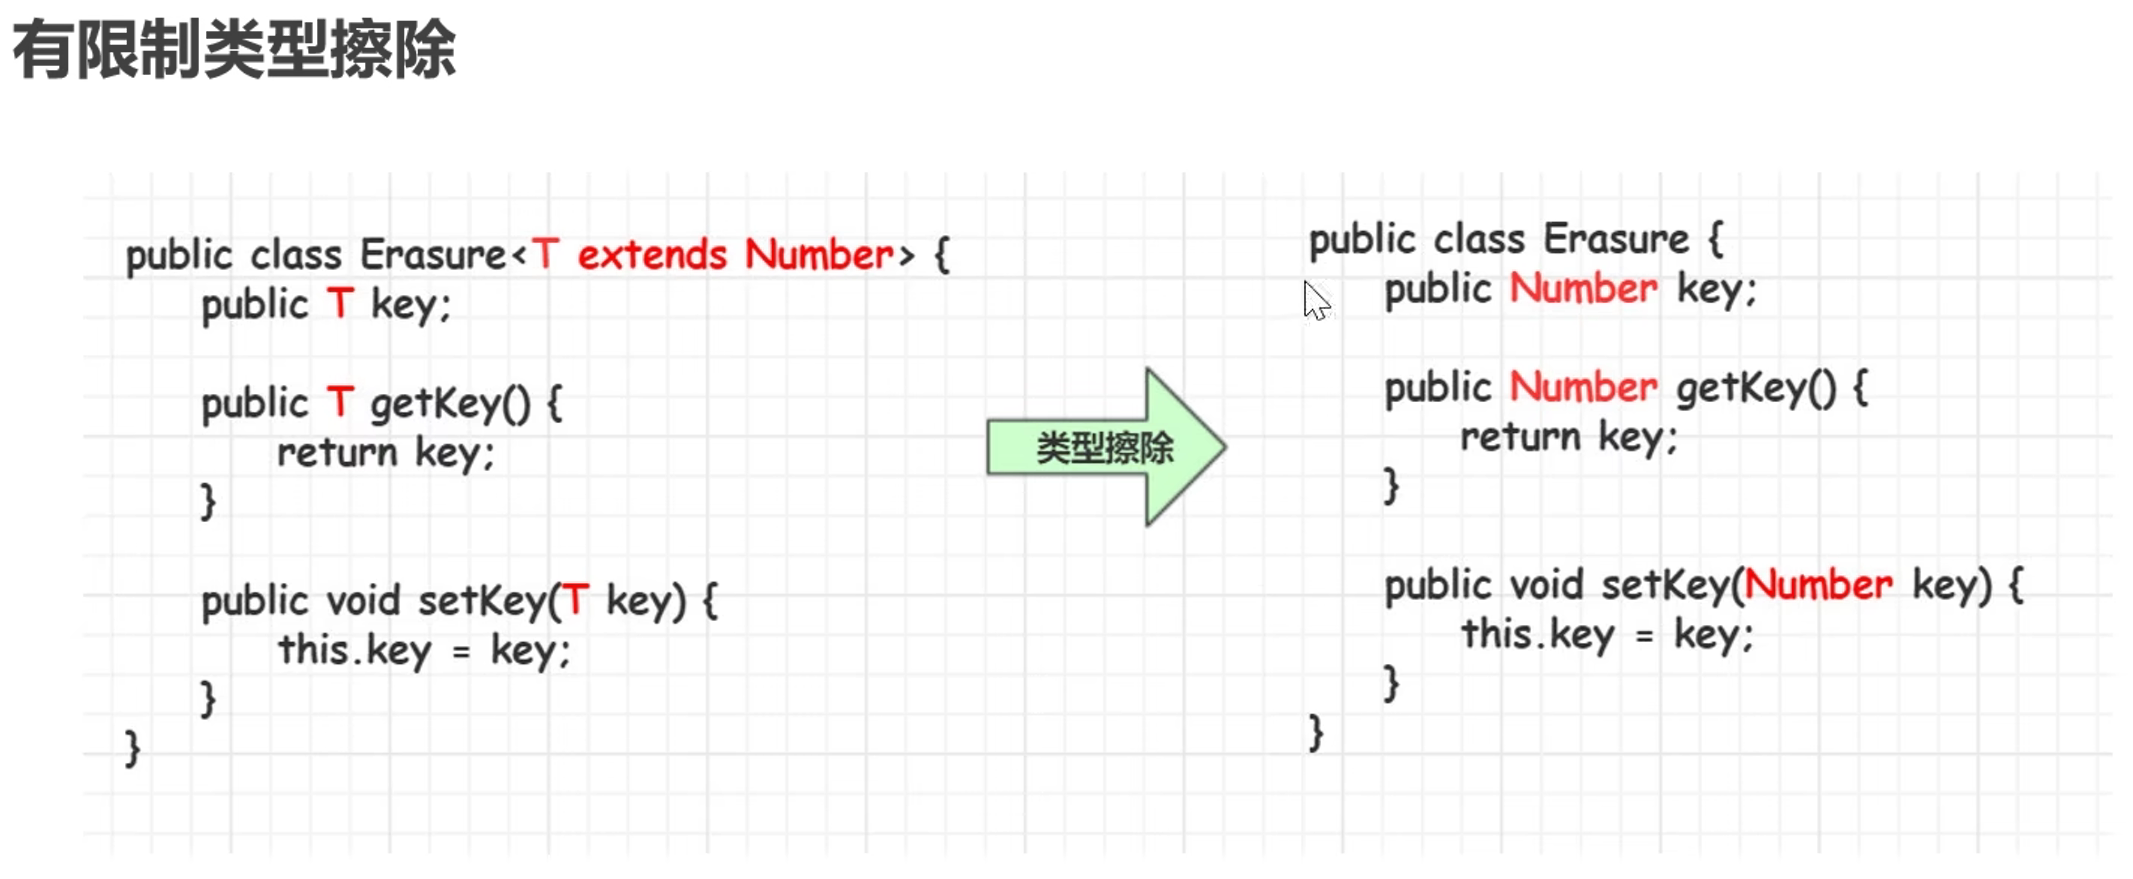 有限制类型擦除
public class Erasure<T extends Number> {
public T key;
public T getKey() {
return key;
}
public void setKey(T key) {
this.key = key;
}
}
类型擦除
public class Erasure {
public Number key;
public Number getKey() {
return key;
}
public void setKey(Number key) {
this.key = key;
}
}